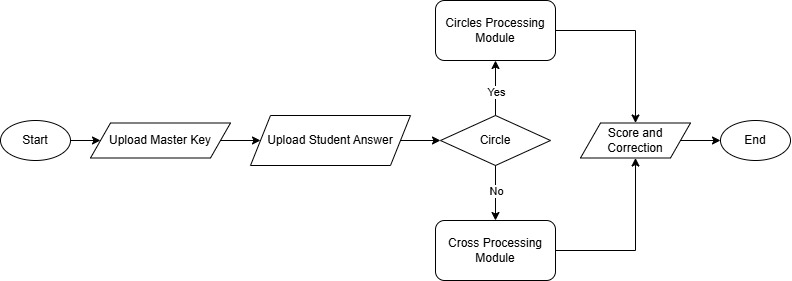 Start
Upload Master Key
Upload Student Answer
Circle
Yes
Circles Processing
Module
No
Cross Processing
Module
Score and
Correction
End